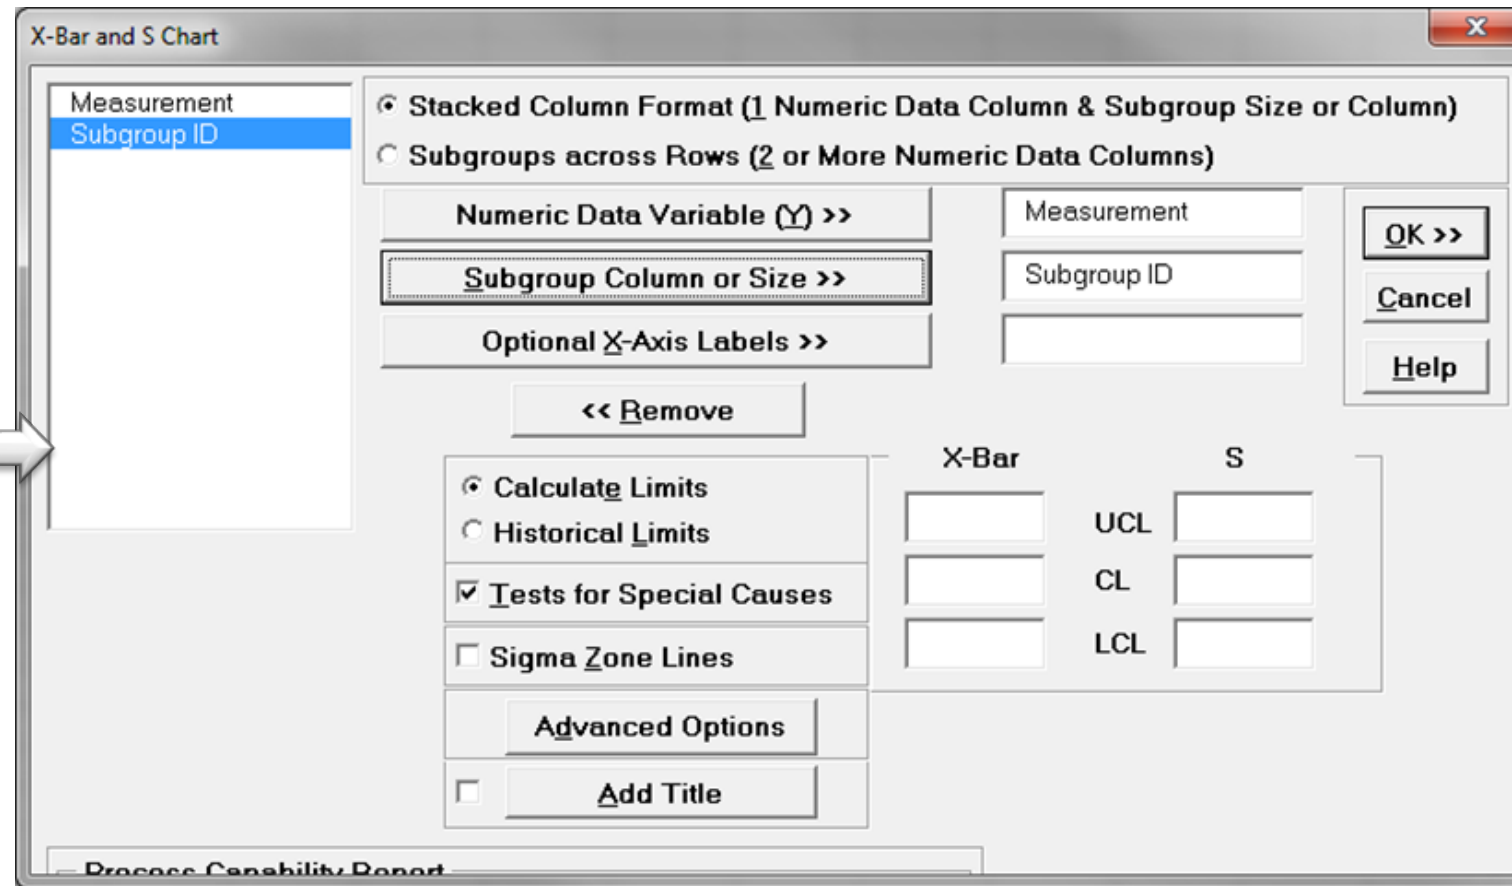 X-Bar and S Chart
Measurement
Subgroup ID
Stacked Column Format (1 Numeric Data Column & Subgroup Size or Column)
Subgroups across Rows (2 or More Numeric Data Columns)
Numeric Data Variable (Y) >>
Measurement
Subgroup Column or Size >>
Subgroup ID
Optional X-Axis Labels >>
OK >>
Cancel
Help
<< Remove
Calculate Limits
Historical Limits
Tests for Special Causes
Sigma Zone Lines
Advanced Options
Add Title
X-Bar
S
UCL
CL
LCL
Process Capability Report